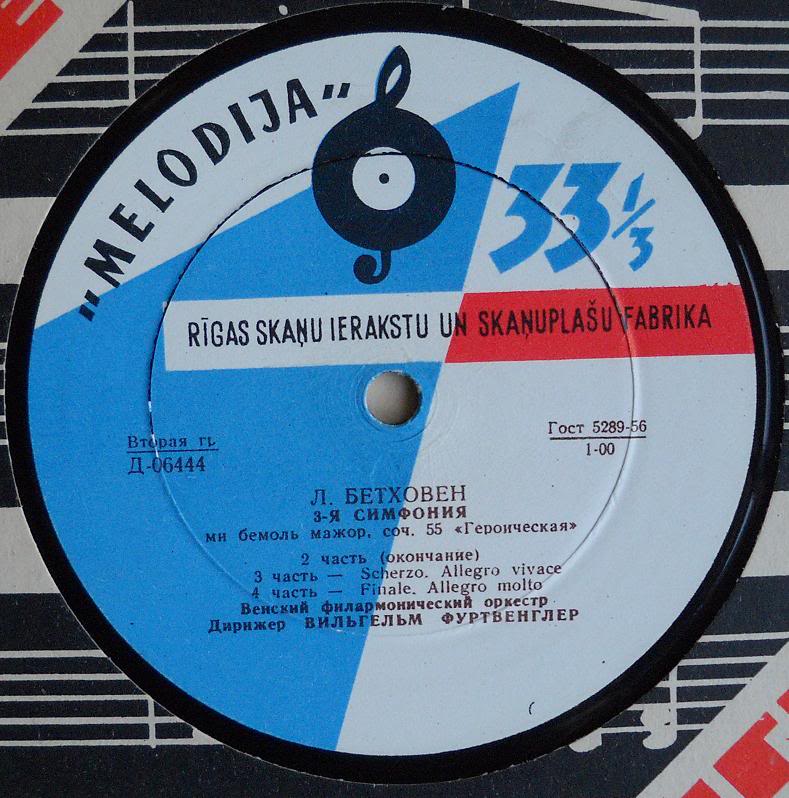 „MELODIJA"
33 1/3
RĪGAS SKAŅU IERAKSTU UN SKAŅUPLAŠU FABRIKA
Вторая гр.
Д-06444
Гост 5289-56
1-00
Л. БЕТХОВЕН
3-Я СИМФОНИЯ
ми бемоль мажор, соч. 55 «Героическая»
2 часть (окончание)
3 часть — Scherzo. Allegro vivace
4 часть — Finale. Allegro molto
Венский филармонический оркестр
Дирижер ВИЛЬГЕЛЬМ ФУРТВЕНГЛЕР